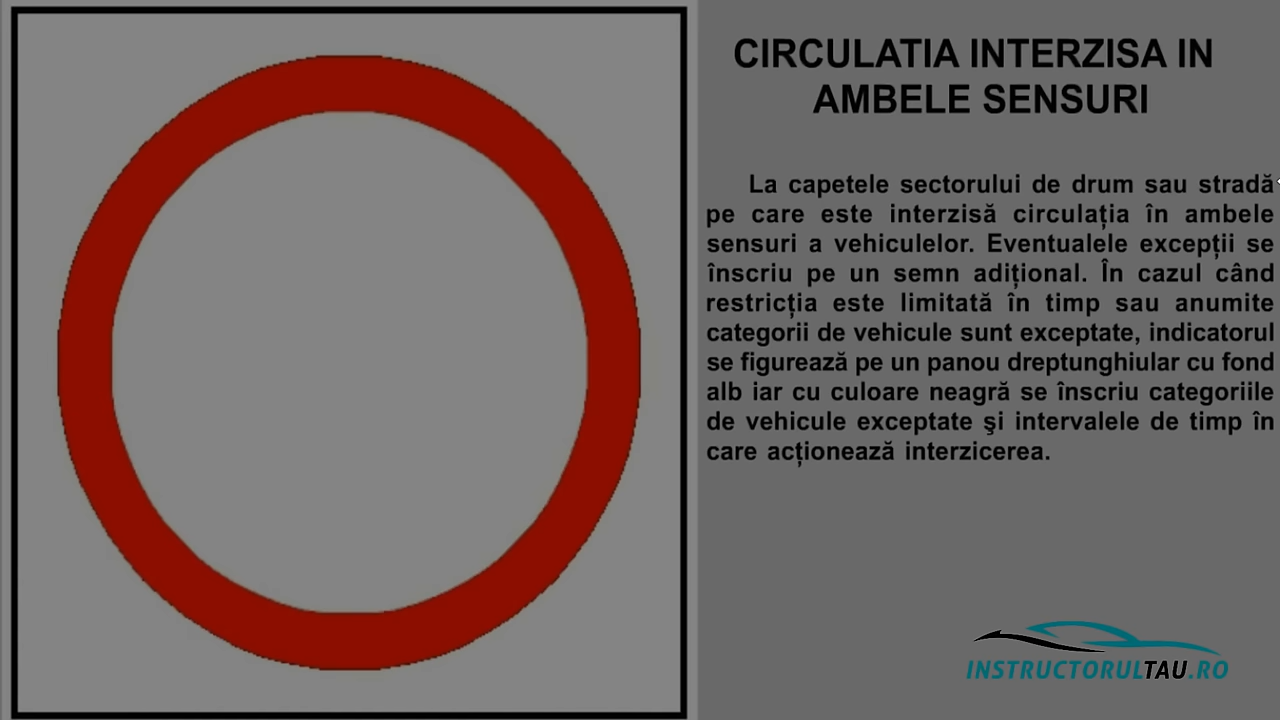 CIRCULATIA INTERZISA IN
AMBELE SENSURI
La capetele sectorului de drum sau stradă
pe care este interzisă circulația în ambele
sensuri a vehiculelor. Eventualele excepții se
înscriu pe un semn adițional. În cazul când
restricția este limitată în timp sau anumite
categorii de vehicule sunt exceptate, indicatorul
se figurează pe un panou dreptunghiular cu fond
alb iar cu culoare neagră se înscriu categoriile
de vehicule exceptate şi intervalele de timp în
care acționează interzicerea.
INSTRUCTORULTAU.RO